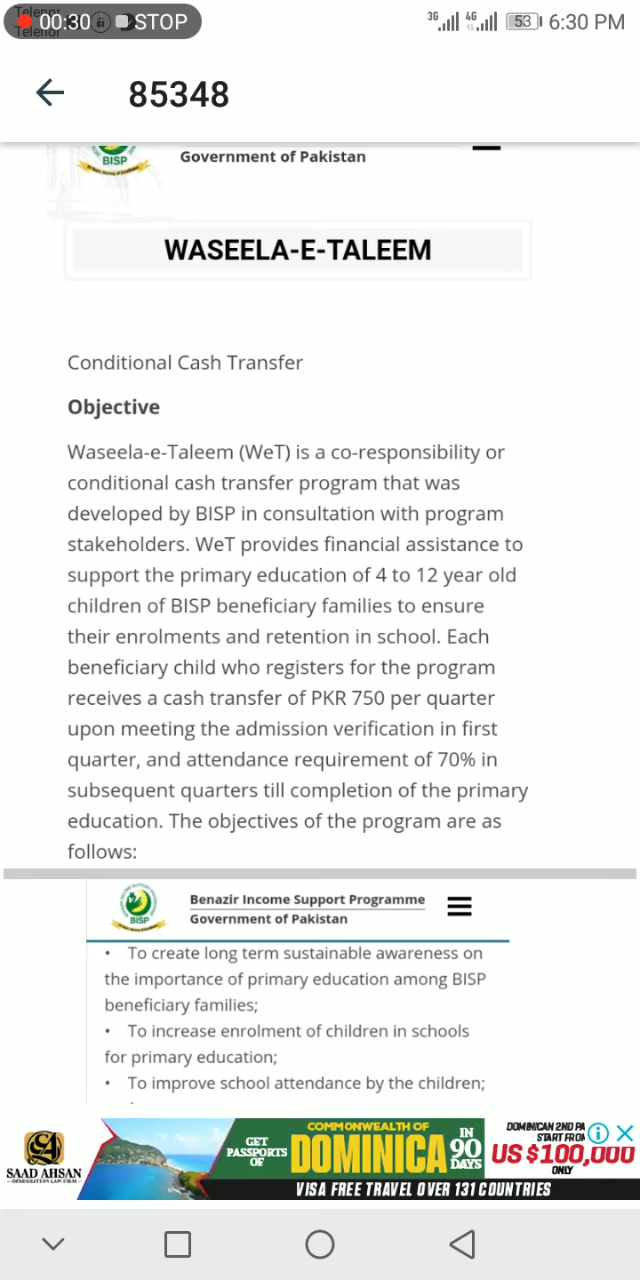 Telenor
Telenor
00:30 STOP
3G 4G 53 6:30 PM
85348
BISP
Government of Pakistan
WASEELA-E-TALEEM
Conditional Cash Transfer
Objective
Waseela-e-Taleem (WeT) is a co-responsibility or
conditional cash transfer program that was
developed by BISP in consultation with program
stakeholders. WeT provides financial assistance to
support the primary education of 4 to 12 year old
children of BISP beneficiary families to ensure
their enrolments and retention in school. Each
beneficiary child who registers for the program
receives a cash transfer of PKR 750 per quarter
upon meeting the admission verification in first
quarter, and attendance requirement of 70% in
subsequent quarters till completion of the primary
education. The objectives of the program are as
follows:
BISP
Benazir Income Support Programme
Government of Pakistan
• To create long term sustainable awareness on
the importance of primary education among BISP
beneficiary families;
• To increase enrolment of children in schools
for primary education;
• To improve school attendance by the children;
SA
SAAD AHSAN
IMMIGRATION LAW FIRM
GET
PASSPORTS
OF
COMMONWEALTH OF
DOMINICA
IN
90
DAYS
DOMINICAN 2ND PA
START FROM
US $100,000
ONLY
VISA FREE TRAVEL OVER 131 COUNTRIES